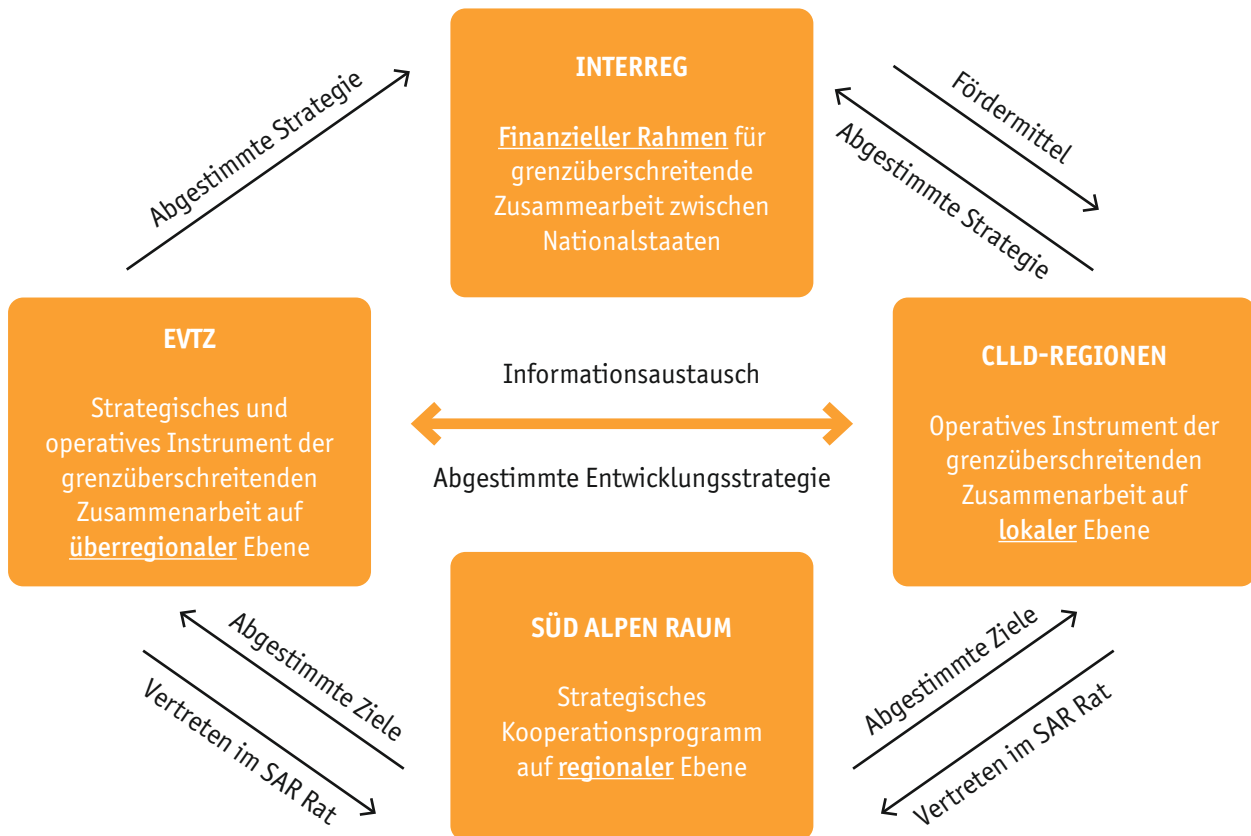 INTERREG
Finanzieller Rahmen für
grenzüberschreitende
Zusammearbeit zwischen
Nationalstaaten
Abgestimmte Strategie
Fördermittel
Abgestimmte Strategie
EVTZ
Strategisches und
operatives Instrument der
grenzüberschreitenden
Zusammenarbeit auf
überregionaler Ebene
Informationsaustausch
Abgestimmte Entwicklungsstrategie
CLLD-REGIONEN
Operatives Instrument der
grenzüberschreitenden
Zusammenarbeit auf
lokaler Ebene
SÜD ALPEN RAUM
Strategisches
Kooperationsprogramm
auf regionaler Ebene
Abgestimmte Ziele
Vertreten im SAR Rat
Abgestimmte Ziele
Vertreten im SAR Rat